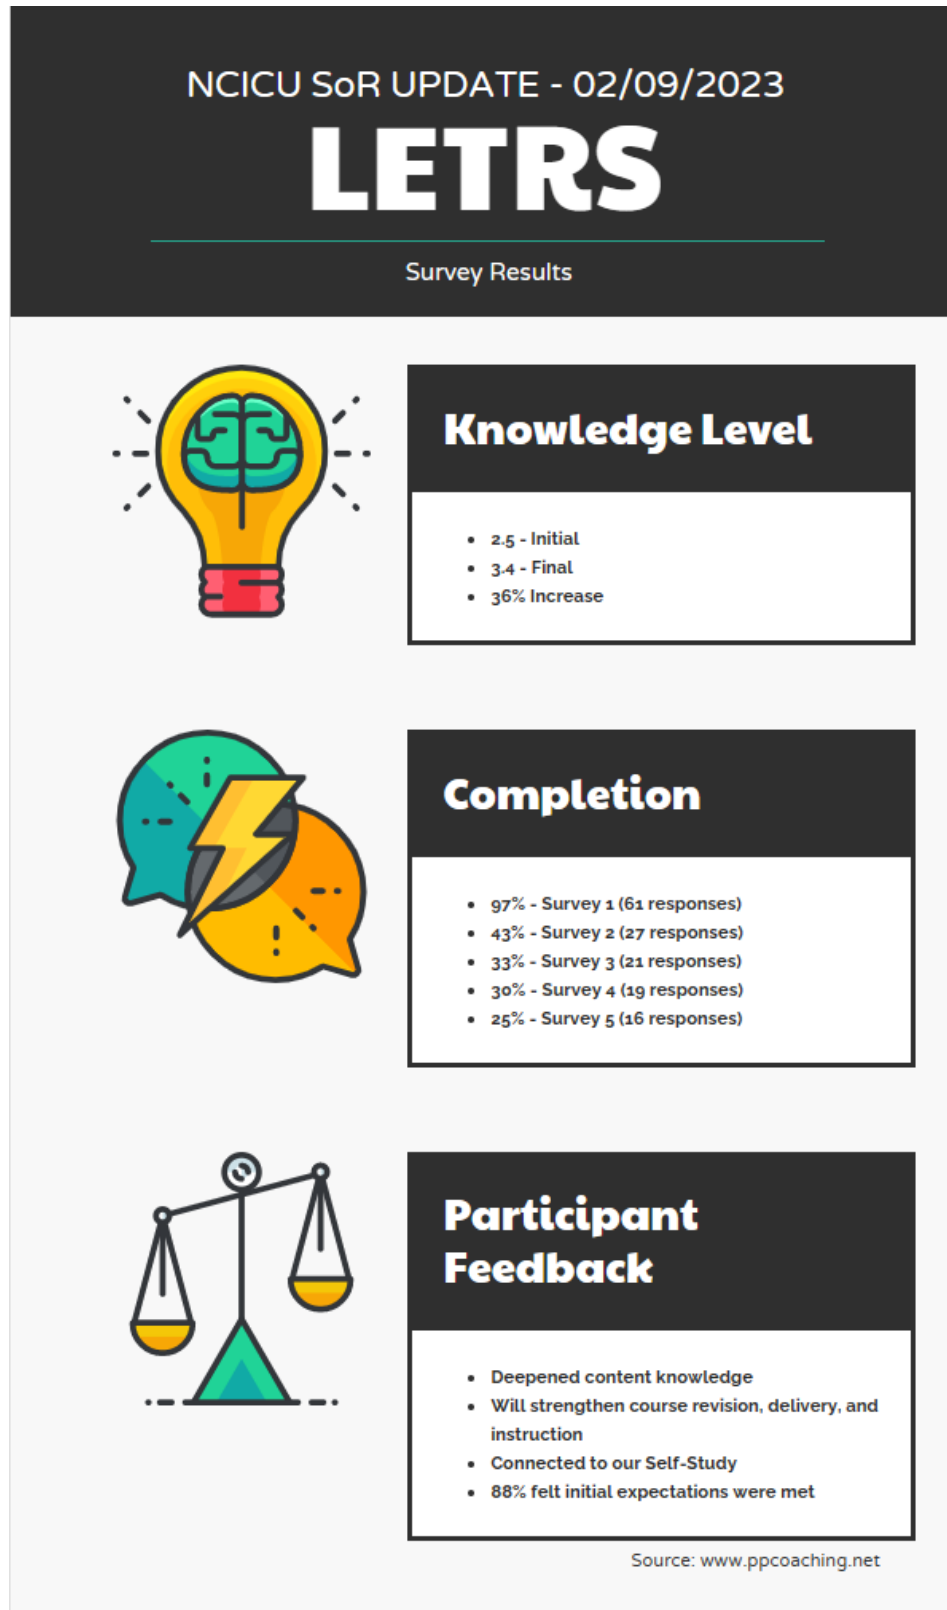 NCICU SoR UPDATE - 02/09/2023
LETRS
Survey Results
Knowledge Level
• 2.5 - Initial
• 3.4 - Final
• 36% Increase
Completion
• 97% - Survey 1 (61 responses)
• 43% - Survey 2 (27 responses)
• 33% - Survey 3 (21 responses)
• 30% - Survey 4 (19 responses)
• 25% - Survey 5 (16 responses)
Participant
Feedback
• Deepened content knowledge
• Will strengthen course revision, delivery, and
instruction
• Connected to our Self-Study
• 88% felt initial expectations were met
Source: www.ppcoaching.net